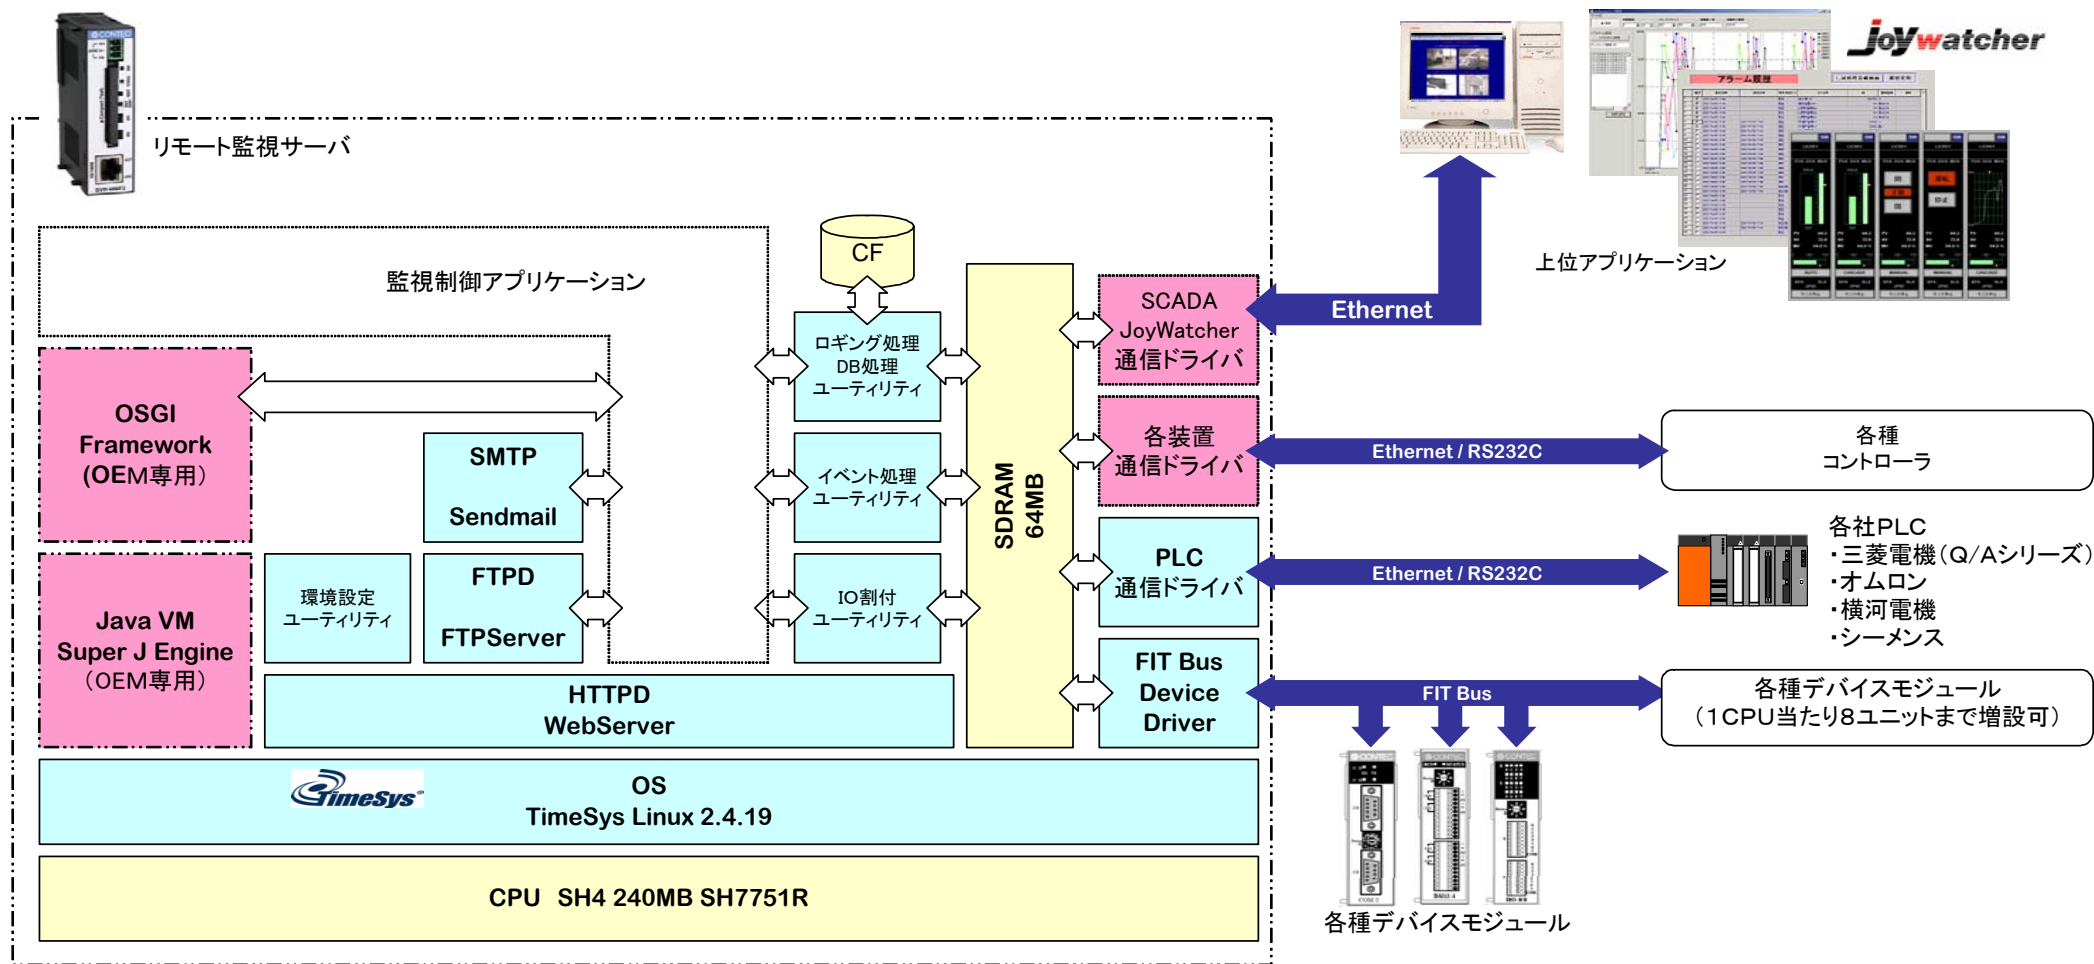 CONTEC
リモート監視サーバ
joywatcher
アラーム履歴
上位アプリケーション
監視制御アプリケーション
CF
ロギング処理
DB処理
ユーティリティ
SCADA
JoyWatcher
通信ドライバ
Ethernet
OSGI
Framework
(OEM専用)
SMTP
Sendmail
イベント処理
ユーティリティ
SDRAM
64MB
各装置
通信ドライバ
Ethernet / RS232C
各種
コントローラ
Java VM
Super J Engine
(OEM専用)
環境設定
ユーティリティ
FTPD
FTPServer
IO割付
ユーティリティ
PLC
通信ドライバ
Ethernet / RS232C
各社PLC
・三菱電機(Q/Aシリーズ)
・オムロン
・横河電機
・シーメンス
HTTPD
WebServer
FIT Bus
Device
Driver
FIT Bus
各種デバイスモジュール
(1CPU当たり8ユニットまで増設可)
TimeSys
OS
TimeSys Linux 2.4.19
CPU SH4 240MB SH7751R
各種デバイスモジュール